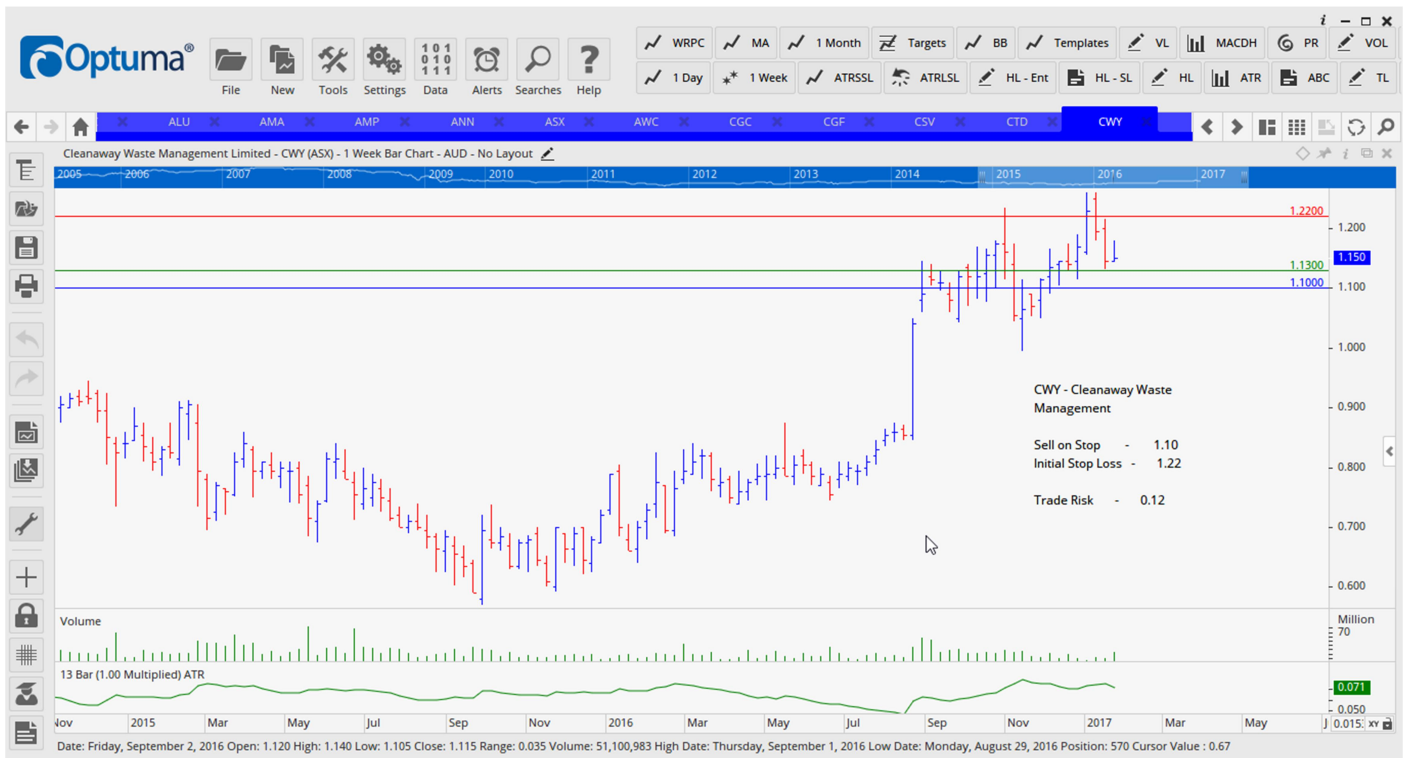 Optuma®
File
New
Tools
Settings
101
010
111
Data
Alerts
Searches
?
Help
WRPC
MA
1 Month
Targets
BB
Templates
VL
MACDH
PR
VOL
1 Day
1 Week
ATRSSL
ATRLSL
HL - Ent
HL - SL
HL
ATR
ABC
TL
ALU
AMA
AMP
ANN
ASX
AWC
CGC
CGF
CSV
CTD
CWY
Cleanaway Waste Management Limited - CWY (ASX) - 1 Week Bar Chart - AUD - No Layout
2005 2006 2007 2008 2009 2010 2011 2012 2013 2014 2015 2016 2017
1.2200
1.200
1.150
1.1300
1.1000
1.100
1.000
CWY - Cleanaway Waste
Management
0.900
Sell on Stop - 1.10
Initial Stop Loss - 1.22
0.800
Trade Risk - 0.12
0.700
0.600
Volume
Million
70
13 Bar (1.00 Multiplied) ATR
0.071
0.050
Nov 2015 Mar May Jul Sep Nov 2016 Mar May Jul Sep Nov 2017 Mar May J
XY
Date: Friday, September 2, 2016 Open: 1.120 High: 1.140 Low: 1.105 Close: 1.115 Range: 0.035 Volume: 51,100,983 High Date: Thursday, September 1, 2016 Low Date: Monday, August 29, 2016 Position: 570 Cursor Value : 0.67